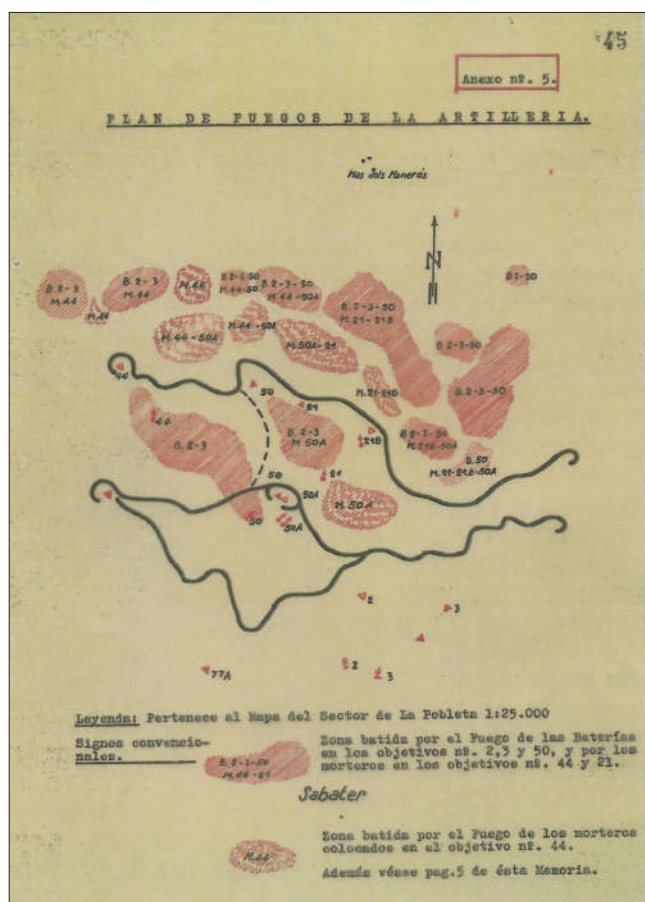 45
Anexo nº. 5.
PLAN DE FUEGOS DE LA ARTILLERIA.
Mas dels Manerós
N
B.2-3
M.44
M.44
B.2-3
M.44
M.44
B.2-3-50
M.44-50
B.2-3-50
M.44-50A
B.2-3-50
M.21-21B
B.2-50
M.44-50A
M.44-50A
M.50A-21
B.2-3-50
B.2-3-50
44
50
21
M.21-21B
44
B.2-3
B.2-3
M.50A
21B
B.2-3-50
M.21B-50A
B.50
M.21-21B-50A
50
21
50A
M.50A
50
50A
2
3
77A
2
3
Leyenda: Pertenece al Mapa del Sector de La Pobleta 1:25.000
Signos convencio-
nales.
B.2-3-50
M.44-21
Zona batida por el Fuego de las Baterías
en los objetivos nº. 2,3 y 50, y por los
morteros en los objetivos nº. 44 y 21.
Sabater
M.44
Zona batida por el Fuego de los morteros
colocados en el objetivo nº. 44.
Además véase pag.5 de ésta Memoria.